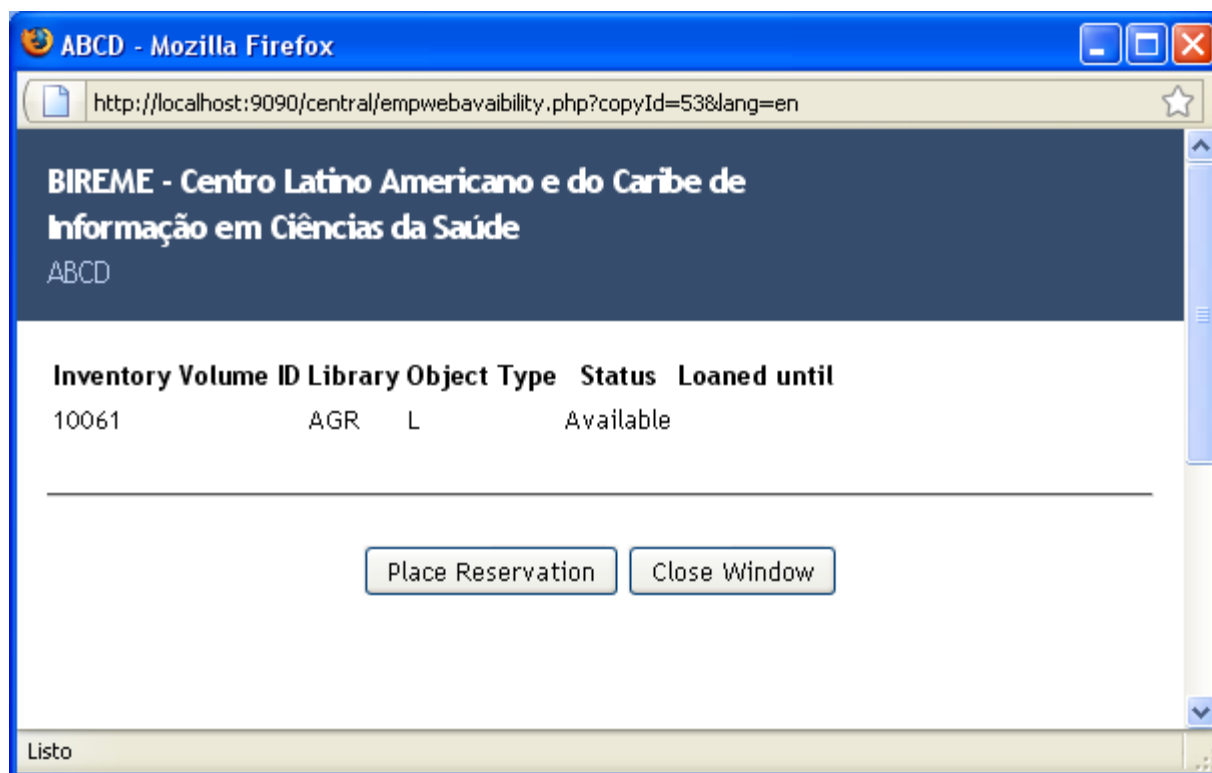 ABCD - Mozilla Firefox
http://localhost:9090/central/empwebavaibility.php?copyId=53&lang=en
BIREME - Centro Latino Americano e do Caribe de
Informação em Ciências da Saúde
ABCD
Inventory Volume ID Library Object Type Status Loaned until
10061 AGR L Available
Place Reservation Close Window
Listo